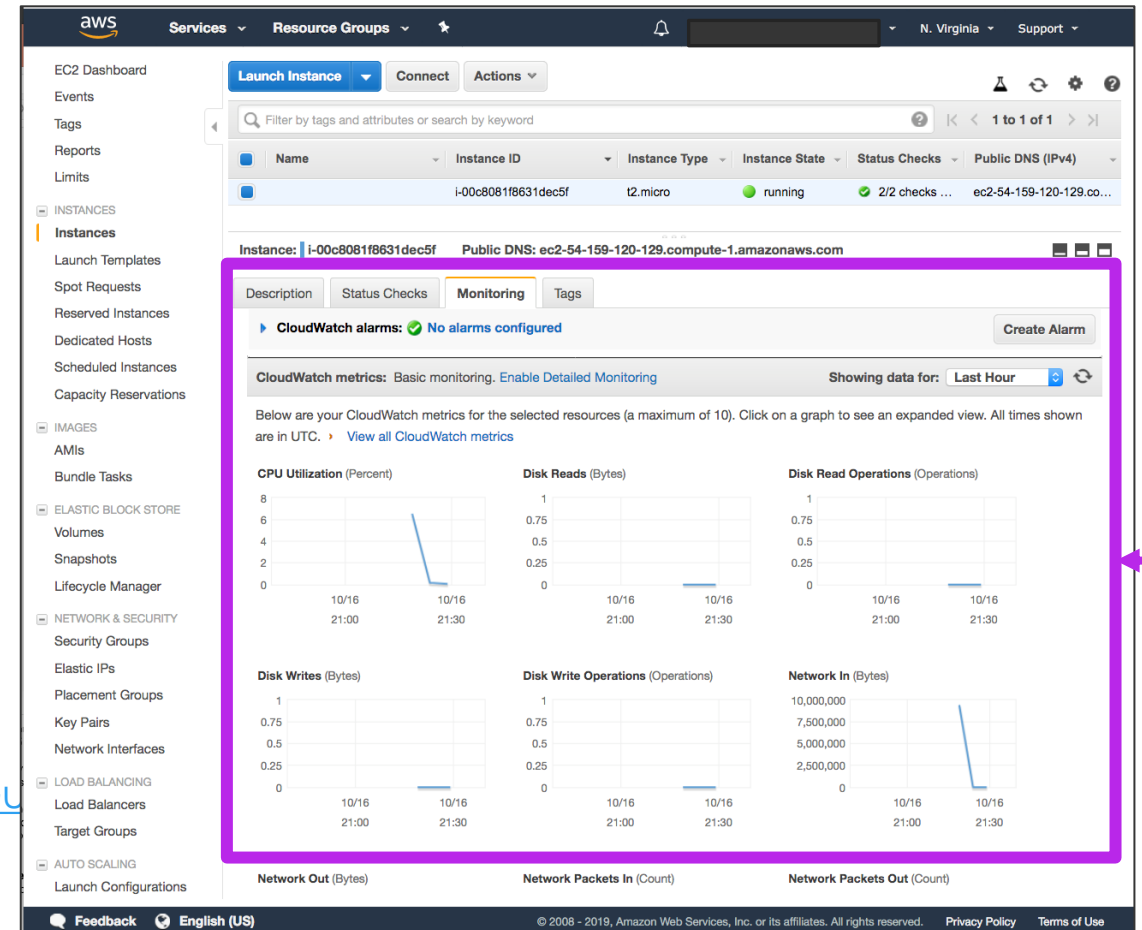 aws Services Resource Groups N. Virginia Support
EC2 Dashboard
Events
Tags
Reports
Limits
INSTANCES
Instances
Launch Templates
Spot Requests
Reserved Instances
Dedicated Hosts
Scheduled Instances
Capacity Reservations
IMAGES
AMIs
Bundle Tasks
ELASTIC BLOCK STORE
Volumes
Snapshots
Lifecycle Manager
NETWORK & SECURITY
Security Groups
Elastic IPs
Placement Groups
Key Pairs
Network Interfaces
LOAD BALANCING
Load Balancers
Target Groups
AUTO SCALING
Launch Configurations
Launch Instance Connect Actions
Filter by tags and attributes or search by keyword 1 to 1 of 1
Name Instance ID Instance Type Instance State Status Checks Public DNS (IPv4)
i-00c8081f8631dec5f t2.micro running 2/2 checks ... ec2-54-159-120-129.co...
Instance: i-00c8081f8631dec5f Public DNS: ec2-54-159-120-129.compute-1.amazonaws.com
Description Status Checks Monitoring Tags
CloudWatch alarms: No alarms configured Create Alarm
CloudWatch metrics: Basic monitoring. Enable Detailed Monitoring Showing data for: Last Hour
Below are your CloudWatch metrics for the selected resources (a maximum of 10). Click on a graph to see an expanded view. All times shown
are in UTC. View all CloudWatch metrics
CPU Utilization (Percent)
8
6
4
2
0
10/16 10/16
21:00 21:30
Disk Reads (Bytes)
1
0.75
0.5
0.25
0
10/16 10/16
21:00 21:30
Disk Read Operations (Operations)
1
0.75
0.5
0.25
0
10/16 10/16
21:00 21:30
Disk Writes (Bytes)
1
0.75
0.5
0.25
0
10/16 10/16
21:00 21:30
Disk Write Operations (Operations)
1
0.75
0.5
0.25
0
10/16 10/16
21:00 21:30
Network In (Bytes)
10,000,000
7,500,000
5,000,000
2,500,000
0
10/16 10/16
21:00 21:30
Network Out (Bytes) Network Packets In (Count) Network Packets Out (Count)
Feedback English (US) © 2008 - 2019, Amazon Web Services, Inc. or its affiliates. All rights reserved. Privacy Policy Terms of Use